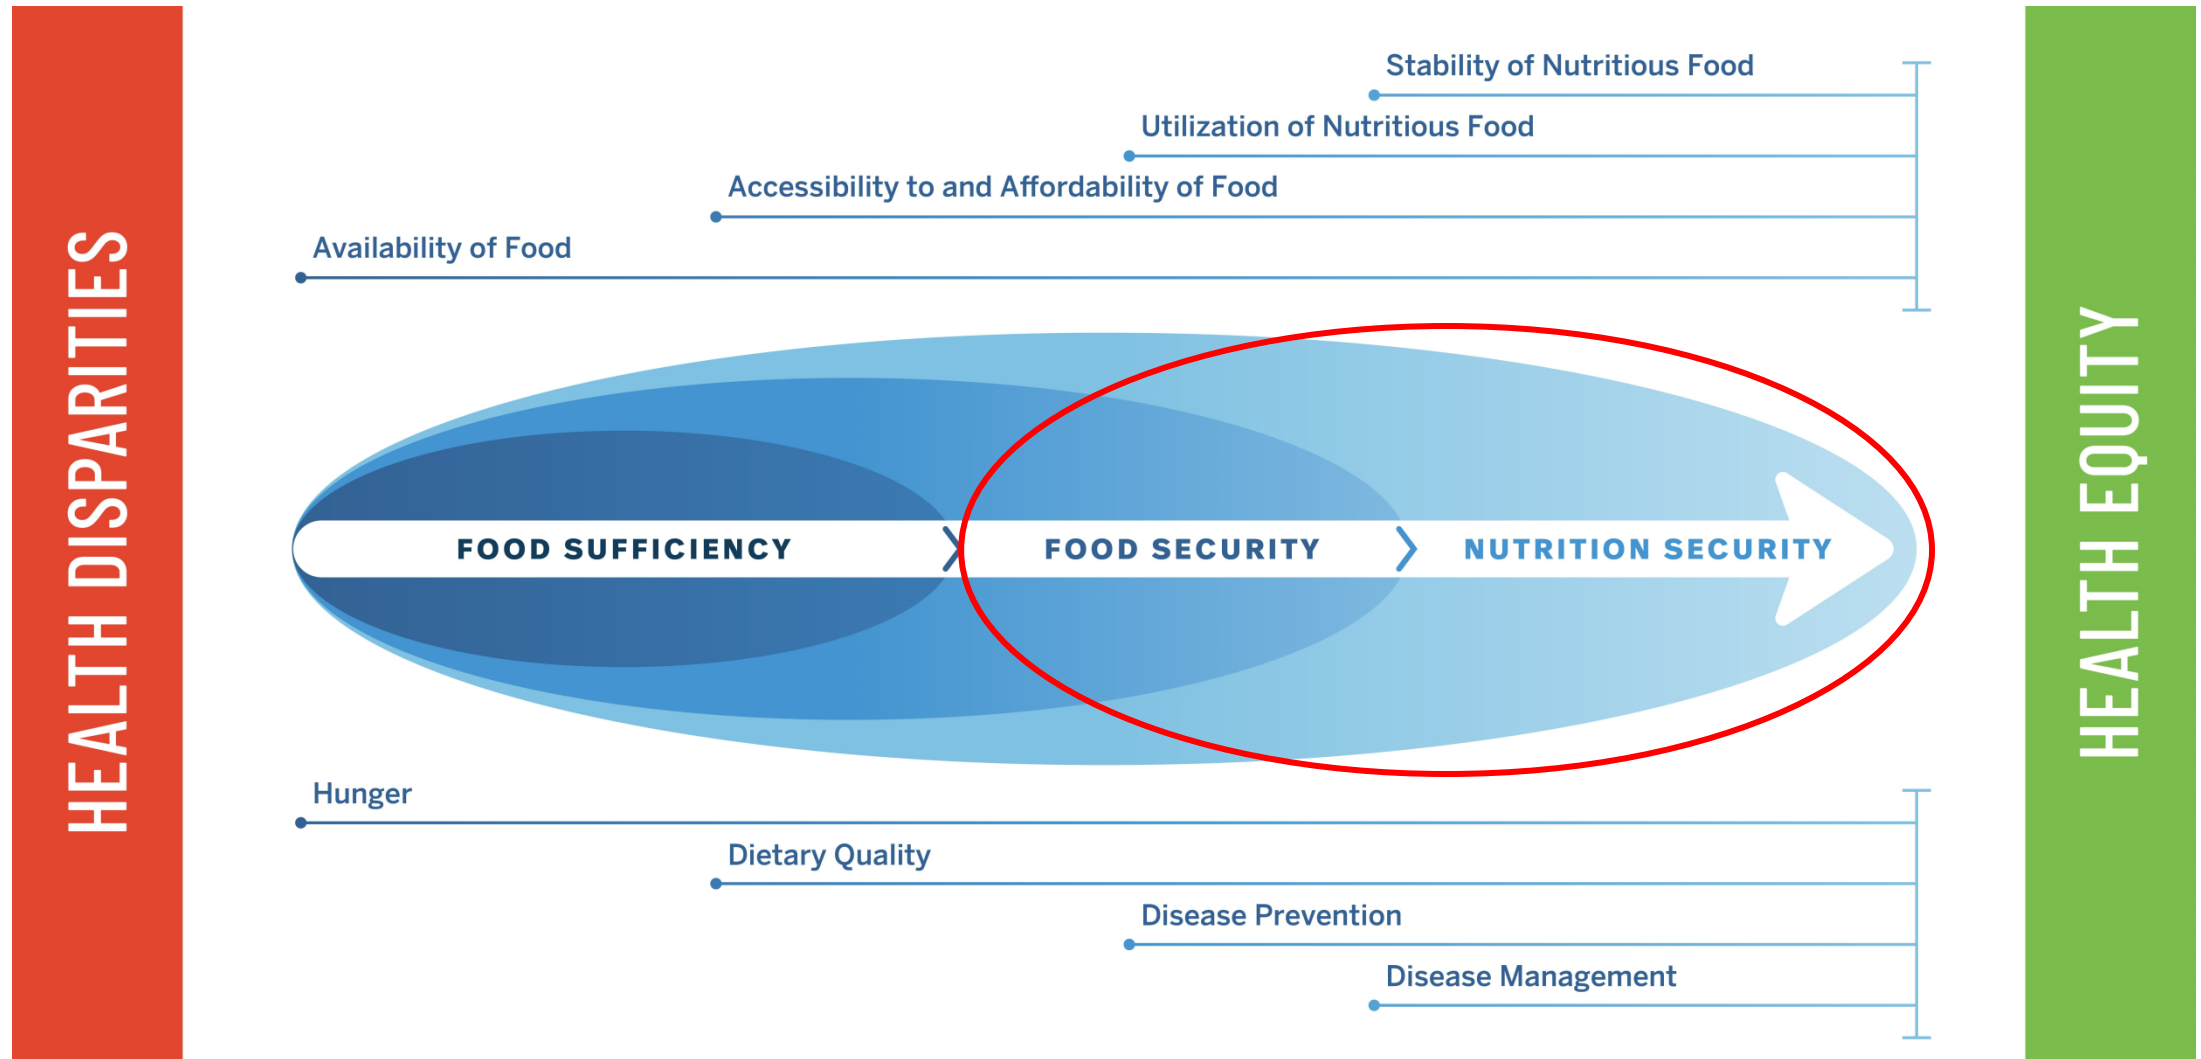 HEALTH DISPARITIES
Stability of Nutritious Food
Utilization of Nutritious Food
Accessibility to and Affordability of Food
Availability of Food
FOOD SUFFICIENCY
FOOD SECURITY
NUTRITION SECURITY
Hunger
Dietary Quality
Disease Prevention
Disease Management
HEALTH EQUITY